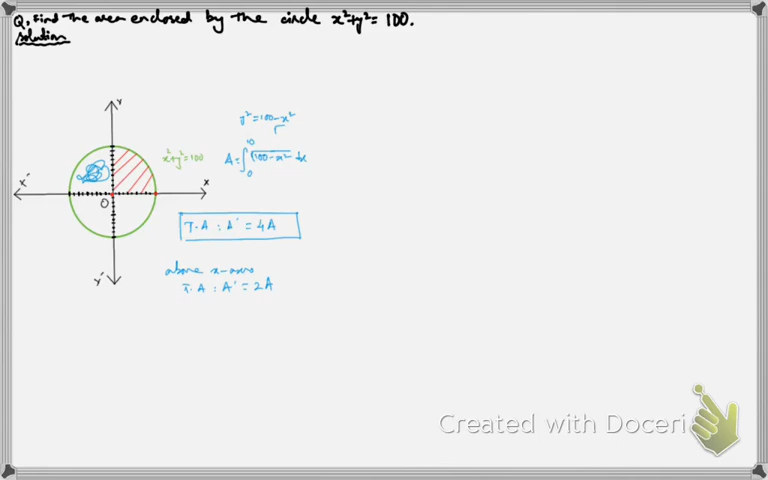 Q, Find the area enclosed by the circle x²+y²= 100.
Solution
y
y²=100-x²
x²+y²=100
A=∫₀¹⁰ √100-x² dx
x'
x
O
T.A : A' = 4A
above x-axis
y'
T.A : A' = 2A
Created with Doceri